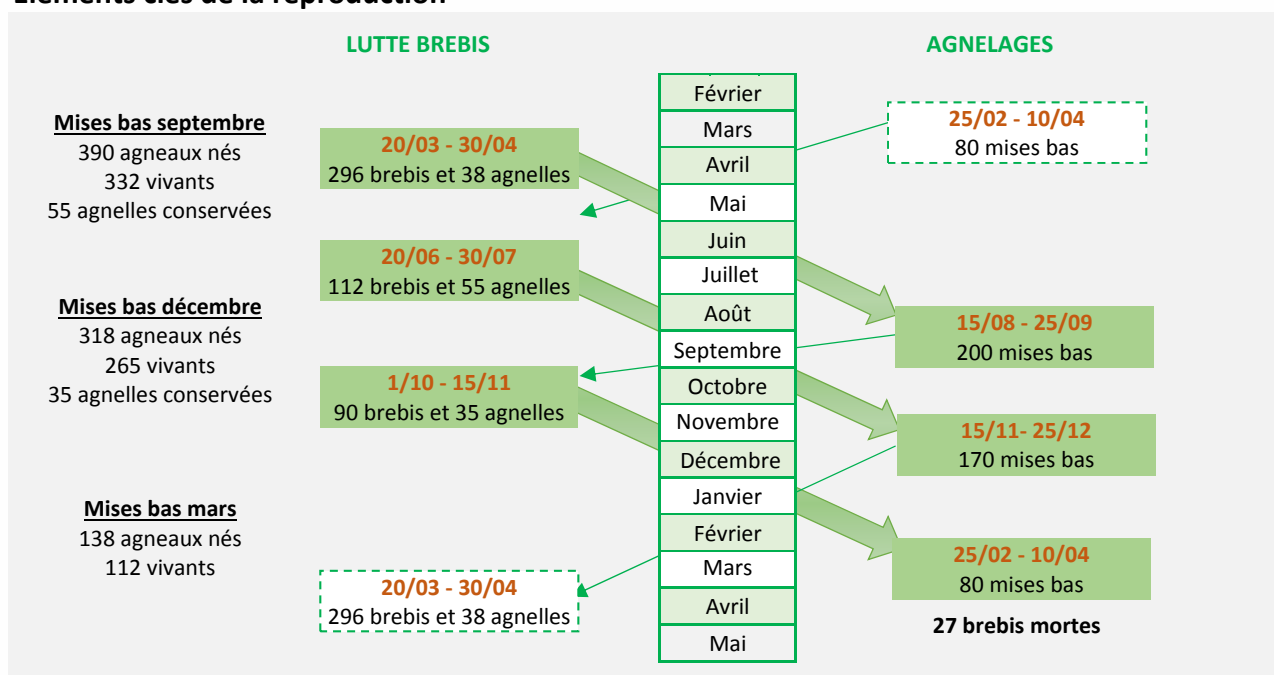 Éléments clés de la reproduction
LUTTE BREBIS
AGNELAGES
Mises bas septembre
390 agneaux nés
332 vivants
55 agnelles conservées
Mises bas décembre
318 agneaux nés
265 vivants
35 agnelles conservées
Mises bas mars
138 agneaux nés
112 vivants
20/03 - 30/04
296 brebis et 38 agnelles
20/06 - 30/07
112 brebis et 55 agnelles
1/10 - 15/11
90 brebis et 35 agnelles
20/03 - 30/04
296 brebis et 38 agnelles
Février
Mars
Avril
Mai
Juin
Juillet
Août
Septembre
Octobre
Novembre
Décembre
Janvier
Février
Mars
Avril
Mai
25/02 - 10/04
80 mises bas
15/08 - 25/09
200 mises bas
15/11- 25/12
170 mises bas
25/02 - 10/04
80 mises bas
27 brebis mortes